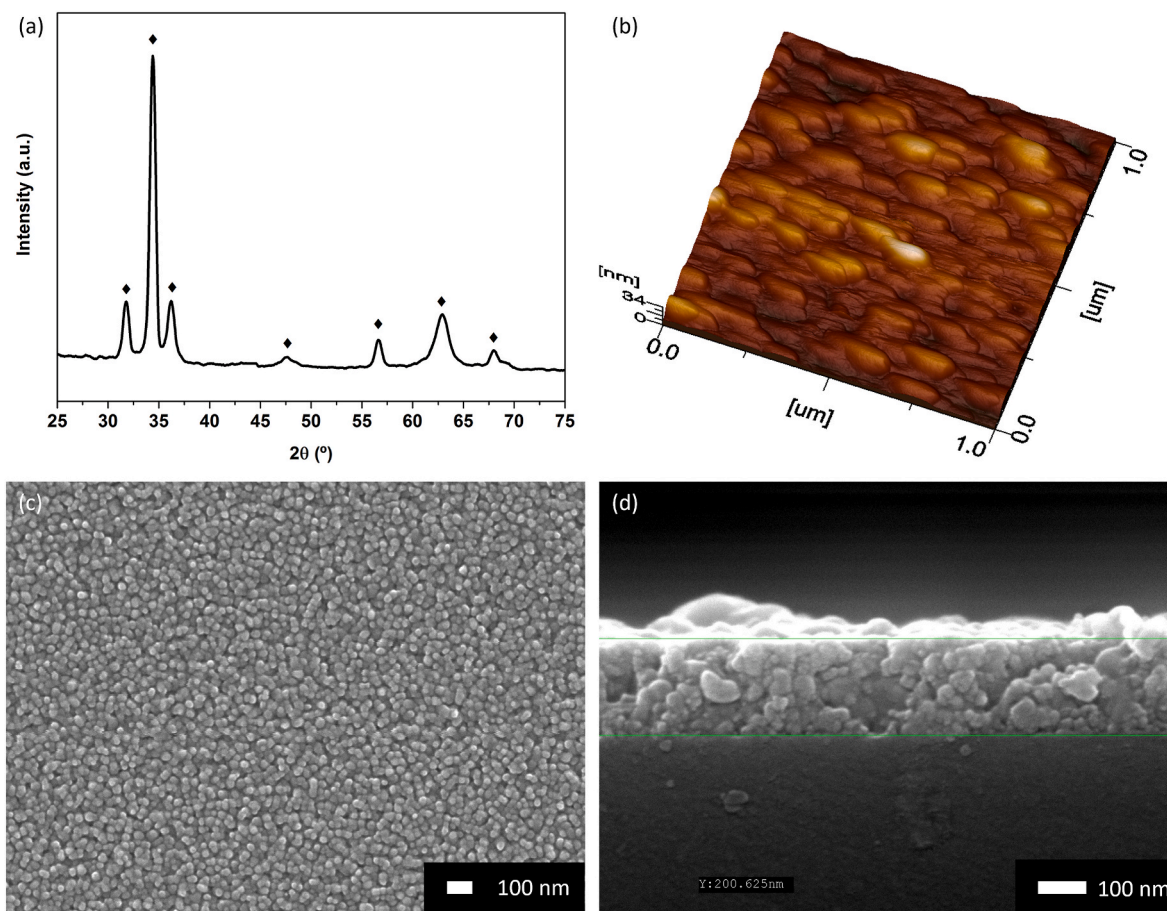 (a)
Intensity (a.u.)
25 30 35 40 45 50 55 60 65 70 75
2θ (º)
(b)
[nm]
34
0
0.0
[um]
1.0
0.0
[um]
1.0
(c)
100 nm
(d)
Y:200.625nm
100 nm